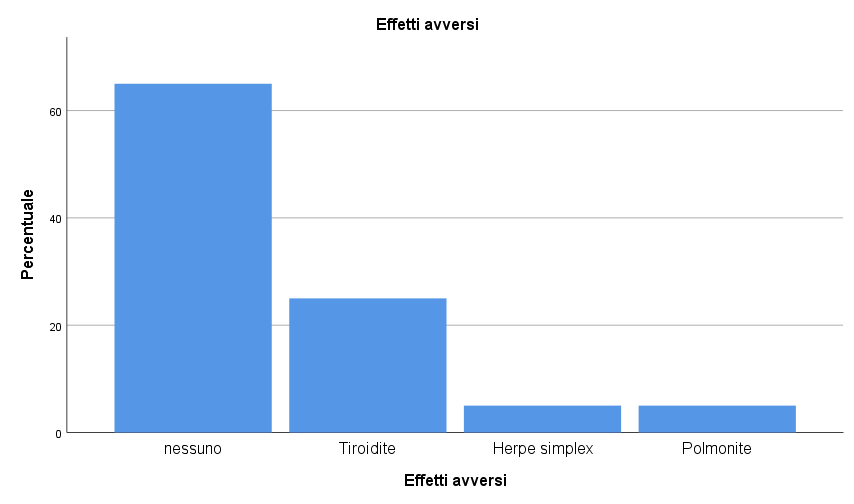 Effetti avversi
Percentuale
60
40
20
0
nessuno
Tiroidite
Herpe simplex
Polmonite
Effetti avversi